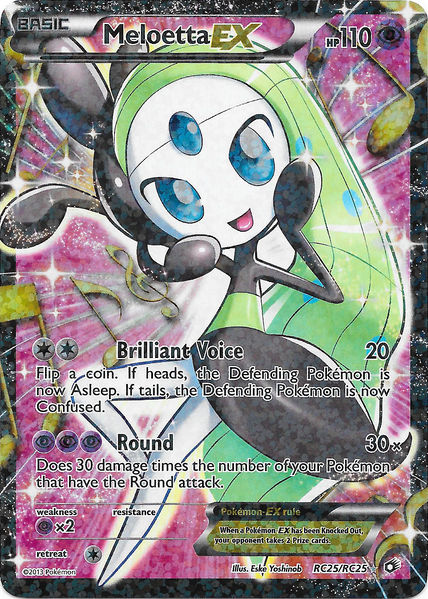 BASIC
Meloetta EX HP110
Brilliant Voice 20
Flip a coin. If heads, the Defending Pokémon is
now Asleep. If tails, the Defending Pokémon is now
Confused.
Round 30×
Does 30 damage times the number of your Pokémon
that have the Round attack.
weakness resistance
×2
retreat
Pokémon-EX rule
When a Pokémon-EX has been Knocked Out,
your opponent takes 2 Prize cards.
©2013 Pokémon
Illus. Eske Yoshinob RC25/RC25